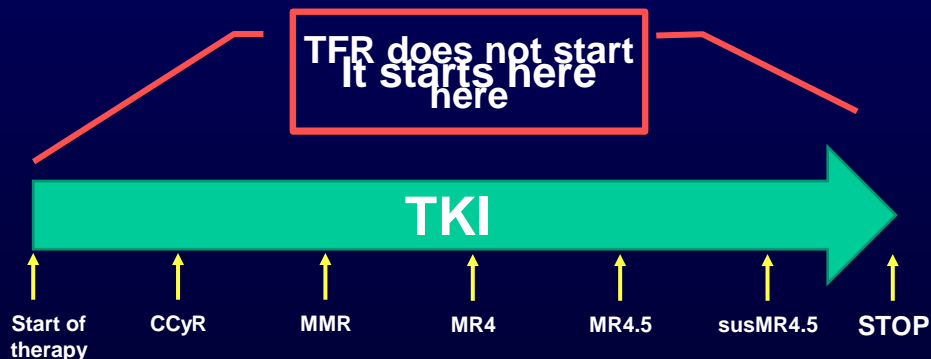 TFR does not start
It starts here
here
TKI
Start of
therapy
CCyR
MMR
MR4
MR4.5
susMR4.5
STOP